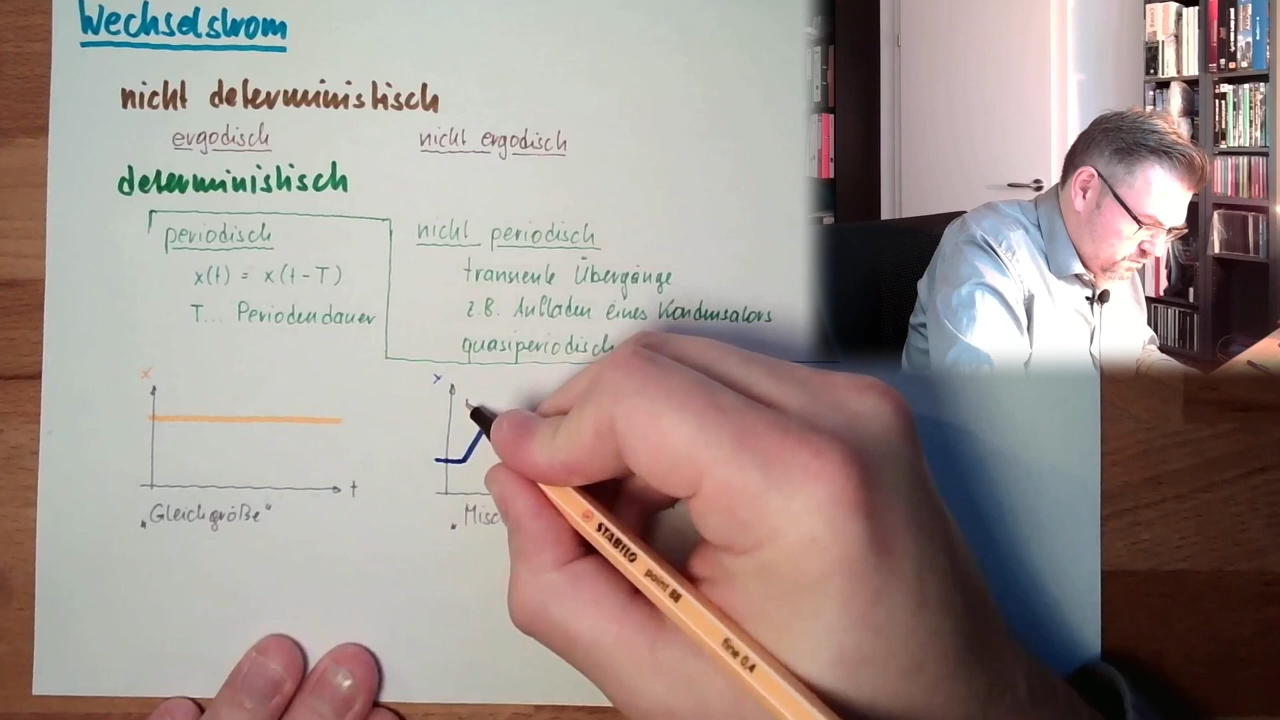 Wechselstrom
nicht deterministisch
ergodisch
nicht ergodisch
deterministisch
periodisch
x(t) = x(t-T)
T... Periodendauer
nicht periodisch
transiente Übergänge
z.B. Aufladen eines Kondensators
quasiperiodisch
x
t
„Gleichgröße"
x
„Misc
STABILO
point 88
fine 0,4